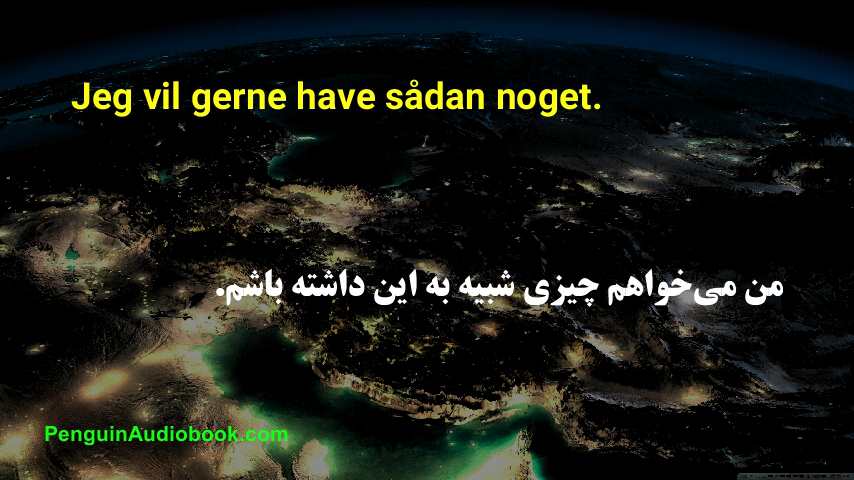 Jeg vil gerne have sådan noget.
من می‌خواهم چیزی شبیه به این داشته باشم.
PenguinAudiobook.com